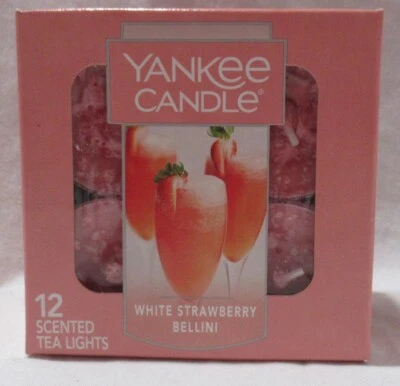 YANKEE
CANDLE®
WHITE STRAWBERRY
BELLINI
12
SCENTED
TEA LIGHTS